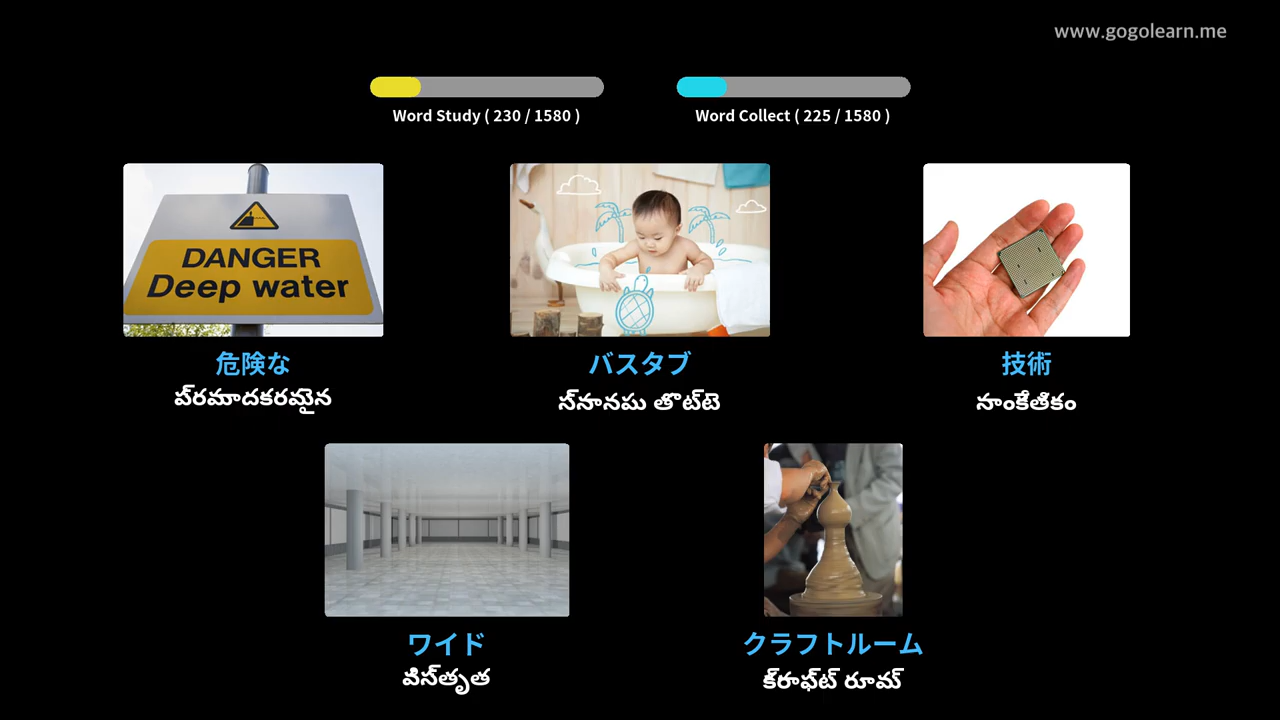 www.gogolearn.me
Word Study ( 230 / 1580 )
Word Collect ( 225 / 1580 )
DANGER
Deep water
危険な
ప్రమాదకరమైన
バスタブ
స్నానపు తొట్టె
技術
సాంకేతికం
ワイド
విస్తృత
クラフトルーム
క్రాఫ్ట్ రూమ్